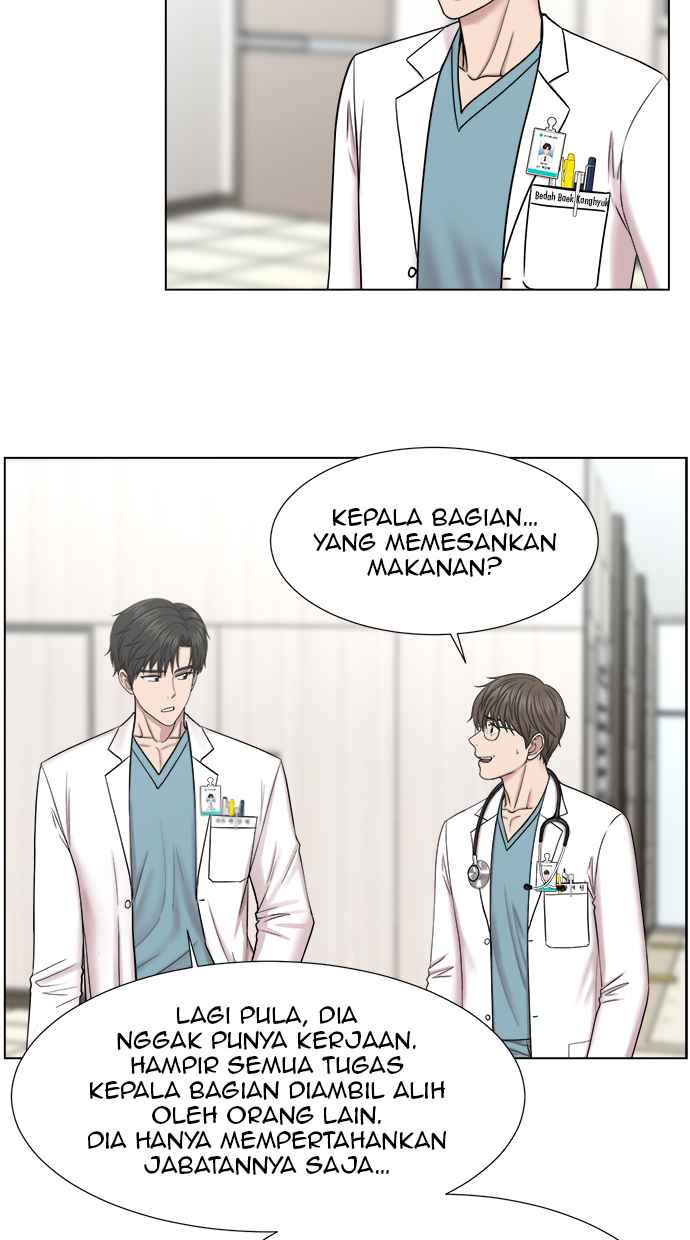 Bedah Baek Kanghyuk
KEPALA BAGIAN...
YANG MEMESANKAN
MAKANAN?
LAGI PULA, DIA
NGGAK PUNYA KERJAAN.
HAMPIR SEMUA TUGAS
KEPALA BAGIAN DIAMBIL ALIH
OLEH ORANG LAIN.
DIA HANYA MEMPERTAHANKAN
JABATANNYA SAJA...